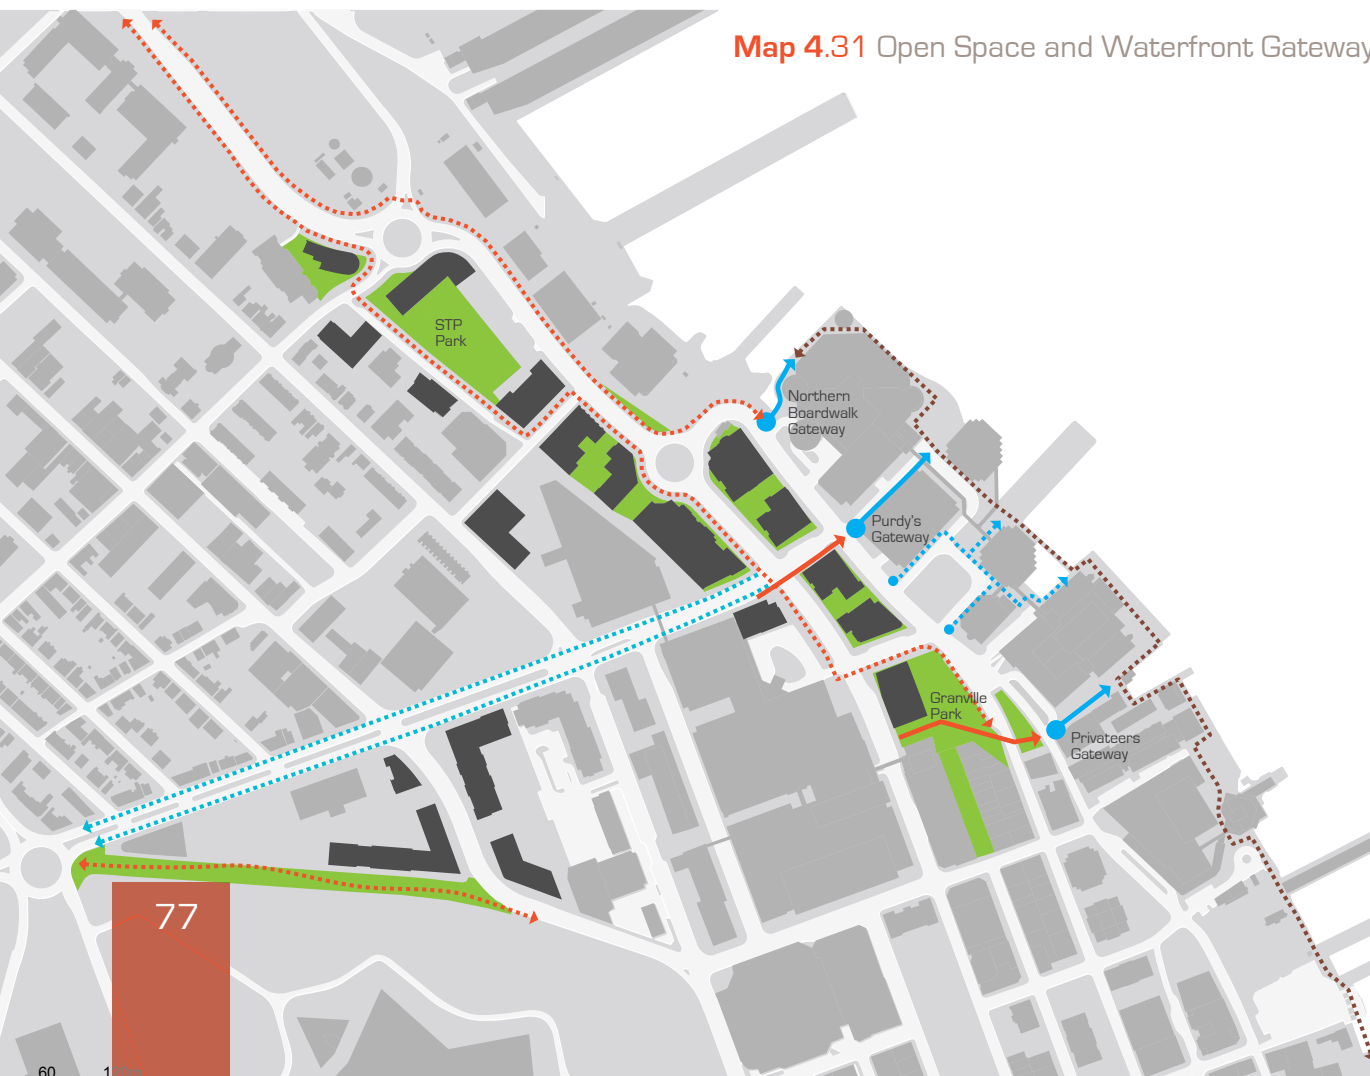 Map 4.31 Open Space and Waterfront Gateway
STP
Park
Northern
Boardwalk
Gateway
Purdy's
Gateway
Granville
Park
Privateers
Gateway
77
60